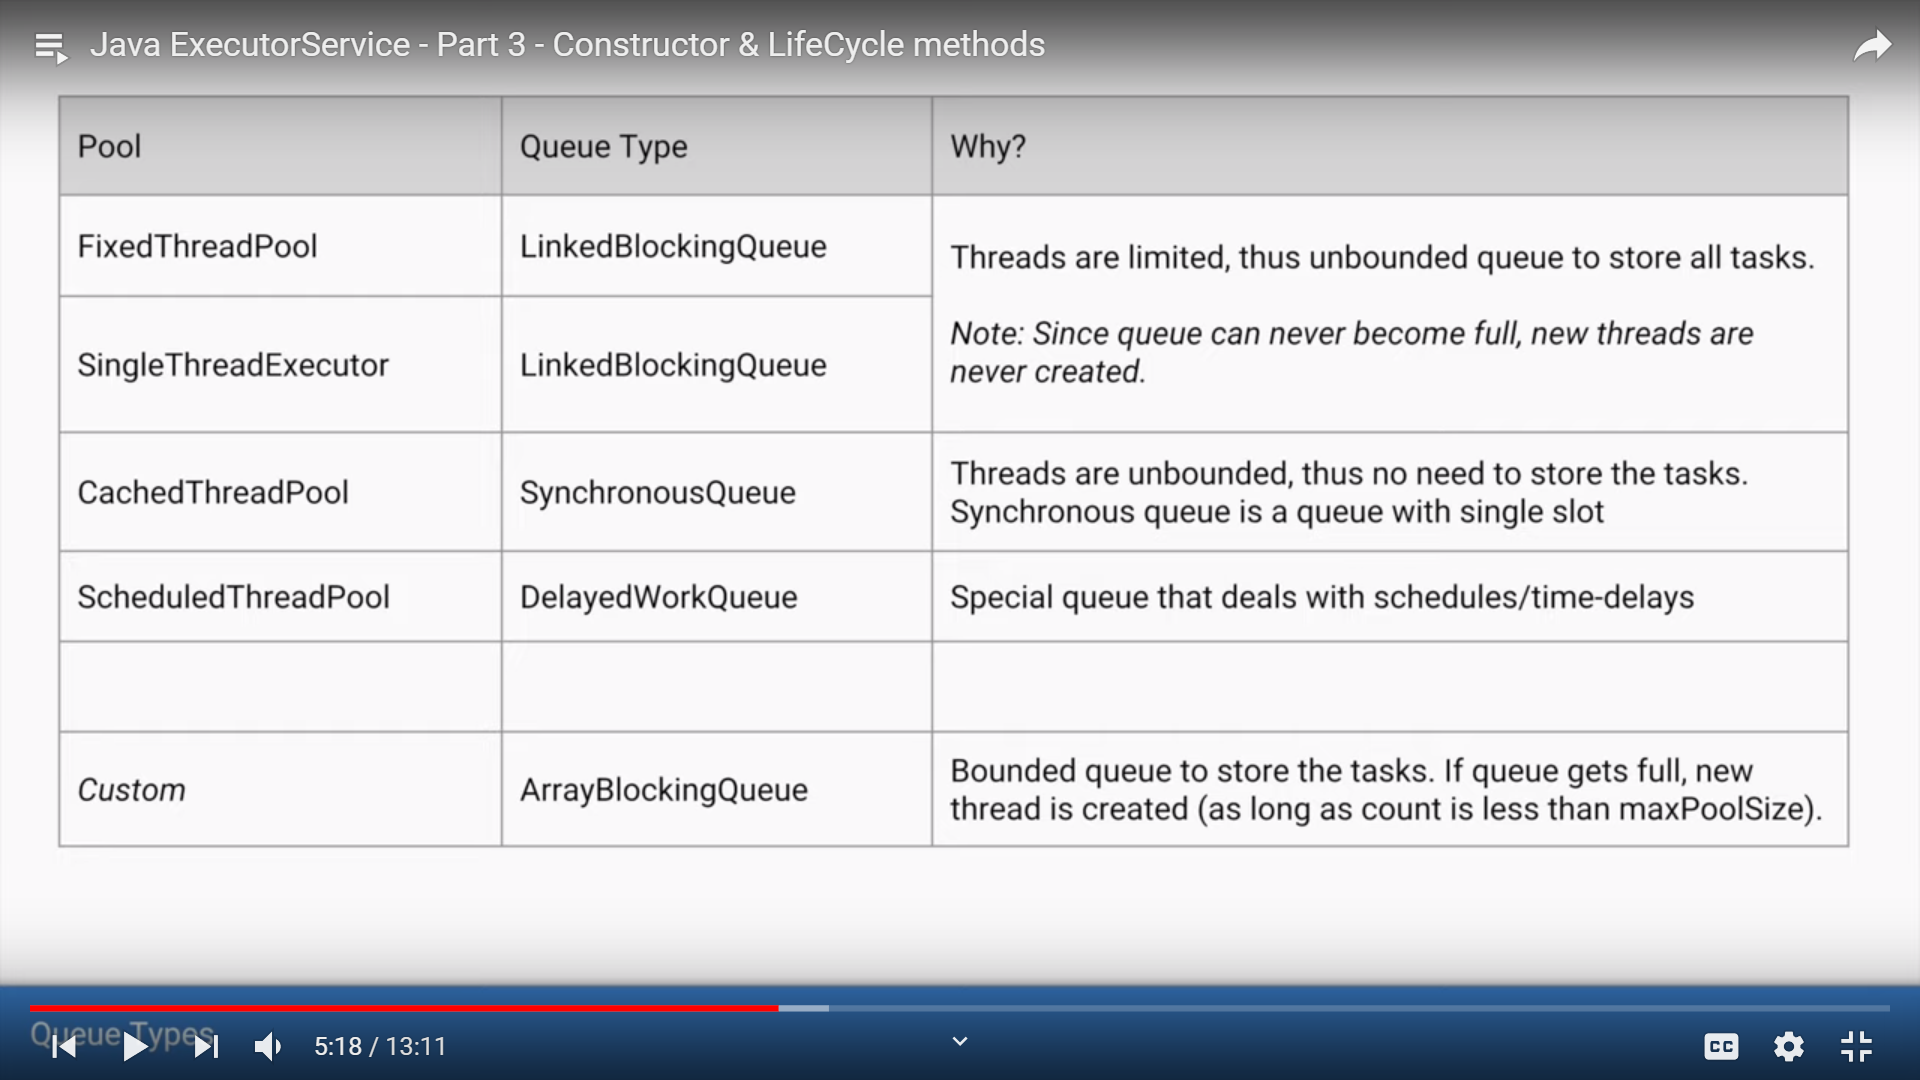 Java ExecutorService - Part 3 - Constructor & LifeCycle methods
Pool
Queue Type
Why?
FixedThreadPool
LinkedBlockingQueue
Threads are limited, thus unbounded queue to store all tasks.
Note: Since queue can never become full, new threads are
never created.
SingleThreadExecutor
LinkedBlockingQueue
CachedThreadPool
SynchronousQueue
Threads are unbounded, thus no need to store the tasks.
Synchronous queue is a queue with single slot
ScheduledThreadPool
DelayedWorkQueue
Special queue that deals with schedules/time-delays
Custom
ArrayBlockingQueue
Bounded queue to store the tasks. If queue gets full, new
thread is created (as long as count is less than maxPoolSize).
Queue Types
5:18 / 13:11
CC